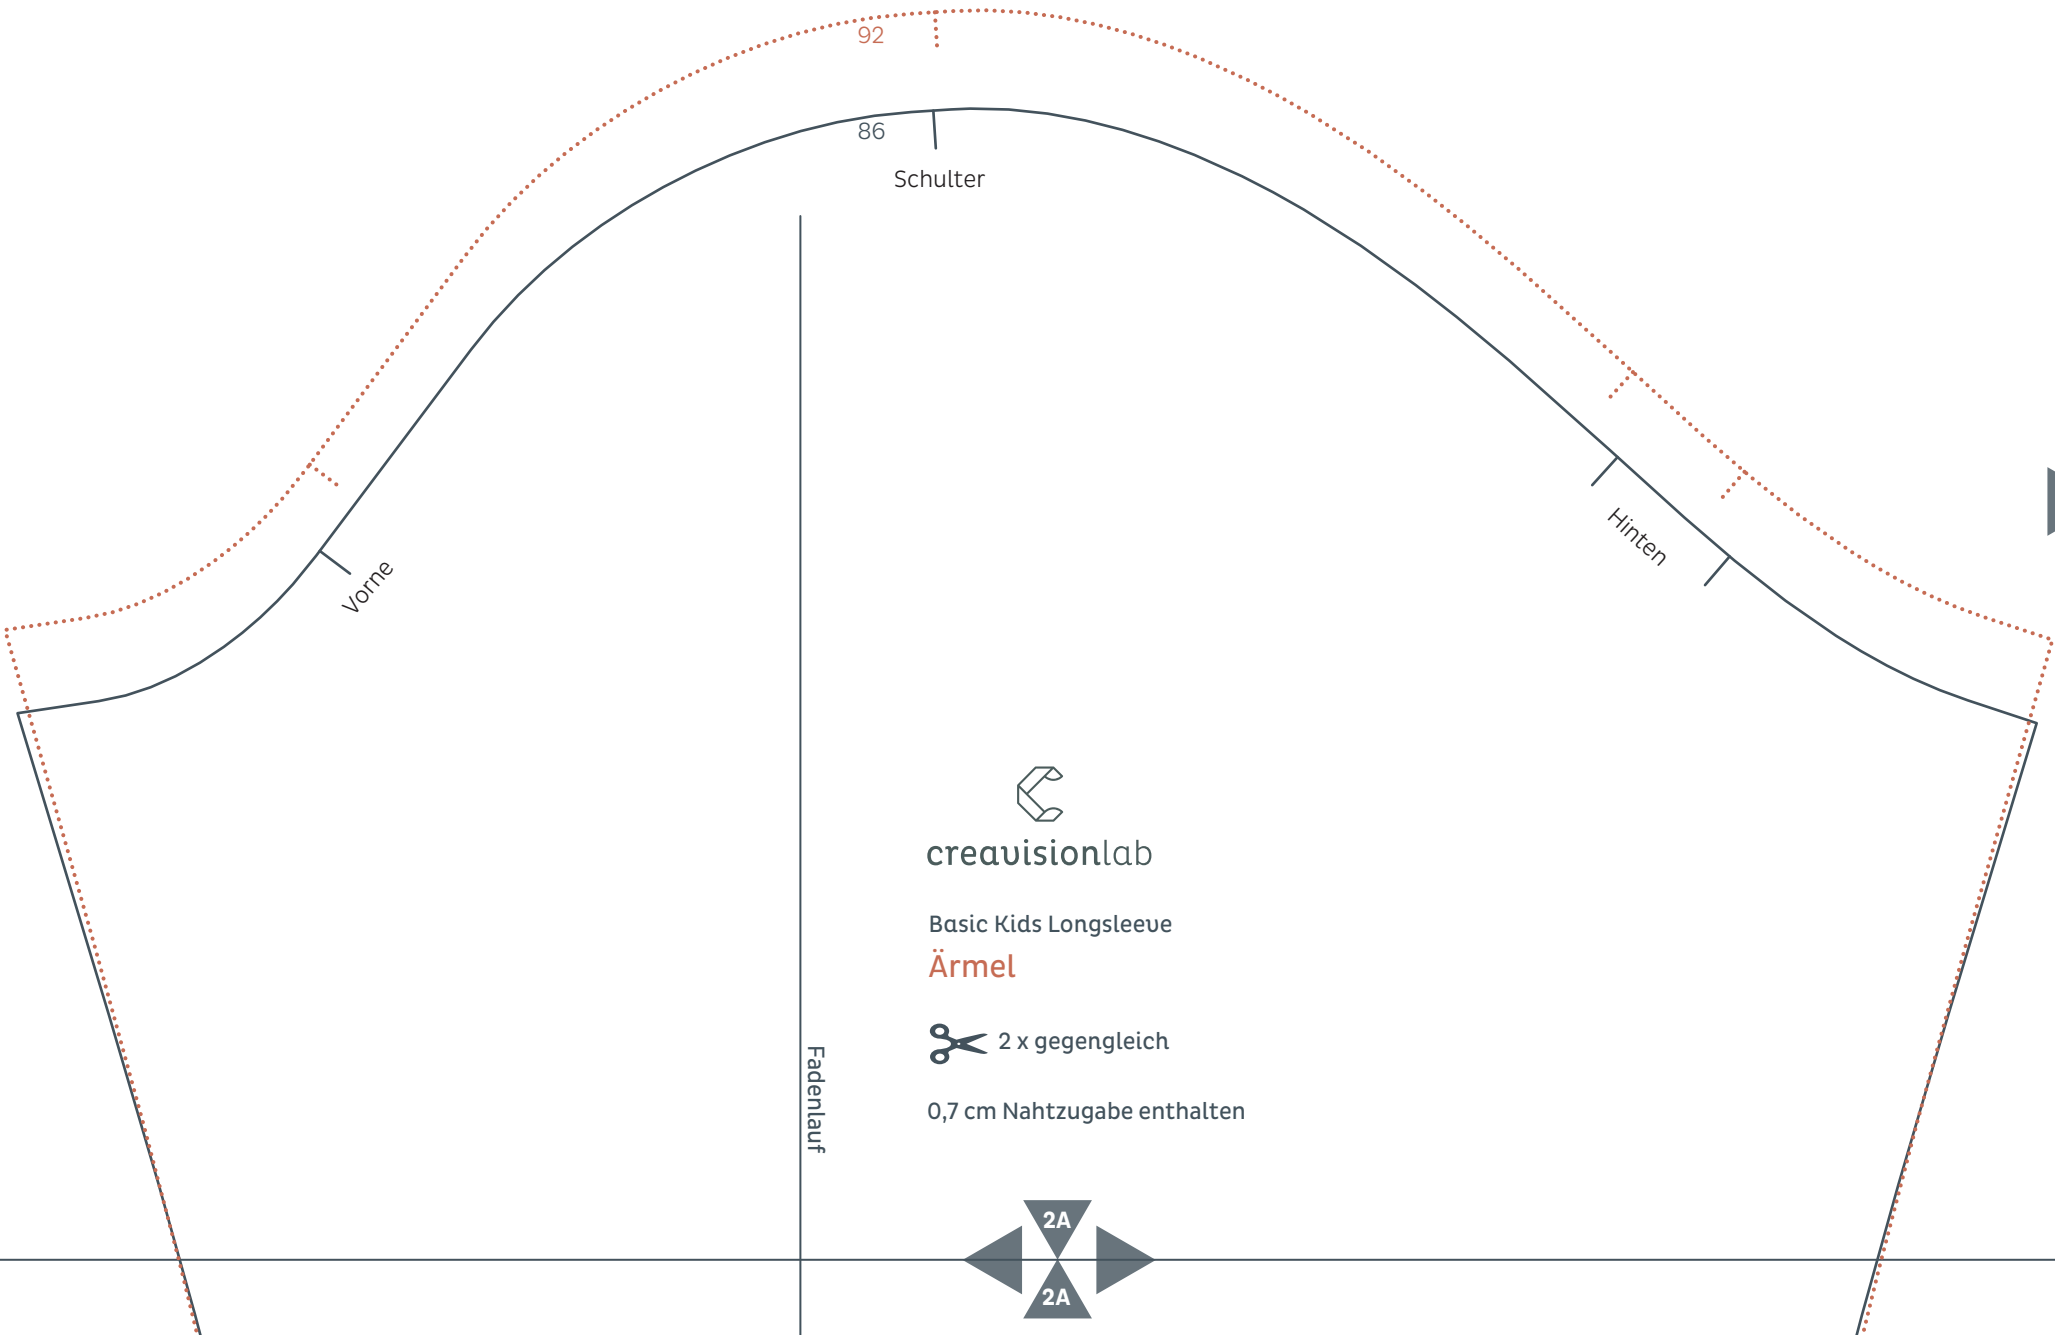 92
86
Schulter
Vorne
Hinten
creavisionlab
Basic Kids Longsleeve
Ärmel
2 x gegengleich
0,7 cm Nahtzugabe enthalten
Fadenlauf
2A
2A